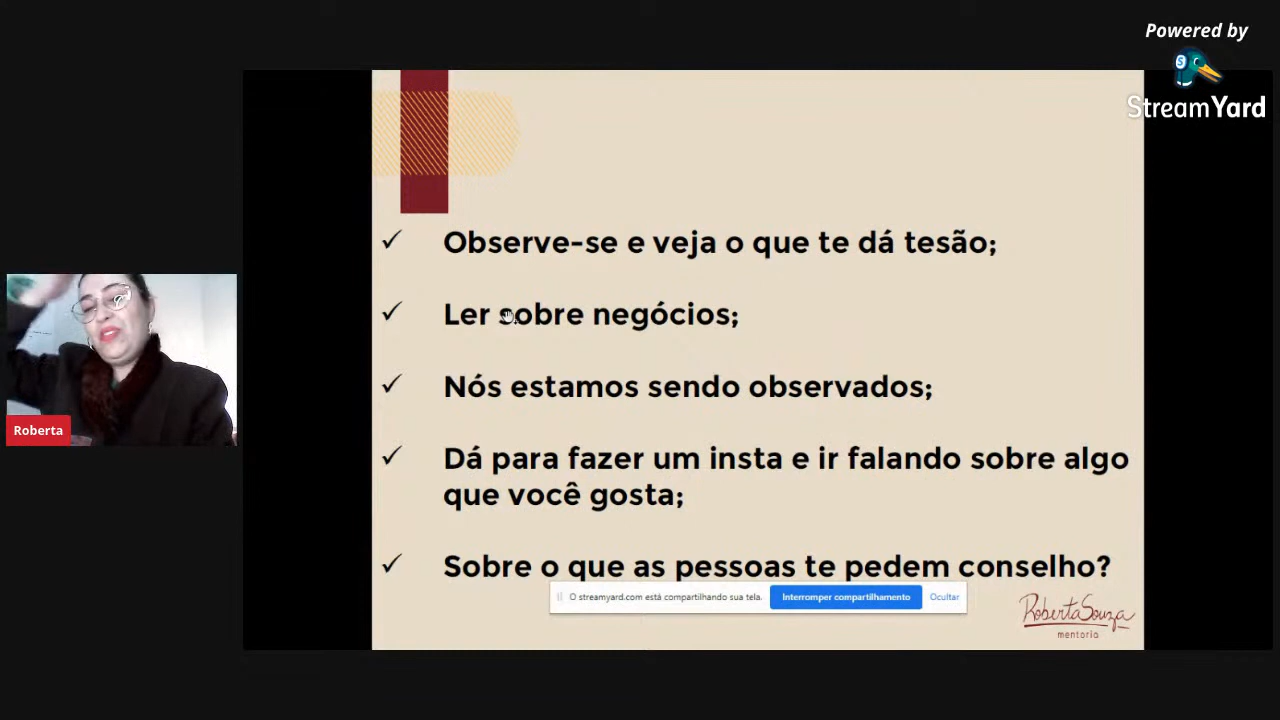 Powered by
StreamYard
Observe-se e veja o que te dá tesão;
Ler sobre negócios;
Nós estamos sendo observados;
Dá para fazer um insta e ir falando sobre algo
que você gosta;
Sobre o que as pessoas te pedem conselho?
Roberta
O streamyard.com está compartilhando sua tela.
Interromper compartilhamento
Ocultar
Roberta Souza
mentoria